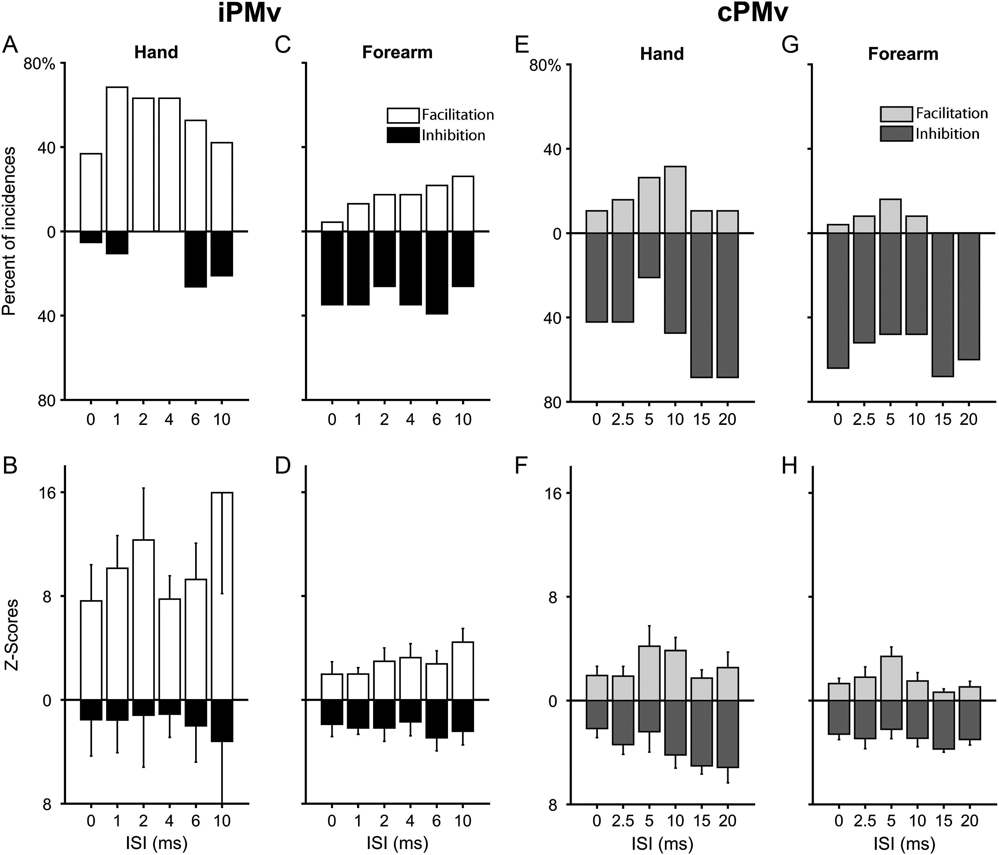 iPMv
cPMv
A
C
E
G
Hand
Forearm
Hand
Forearm
80%
40
0
40
80
Percent of incidences
0 1 2 4 6 10
Facilitation
Inhibition
0 1 2 4 6 10
80%
40
0
40
80
0 2.5 5 10 15 20
Facilitation
Inhibition
0 2.5 5 10 15 20
B
D
F
H
16
8
0
8
Z-Scores
0 1 2 4 6 10
ISI (ms)
0 1 2 4 6 10
ISI (ms)
16
8
0
8
0 2.5 5 10 15 20
ISI (ms)
0 2.5 5 10 15 20
ISI (ms)